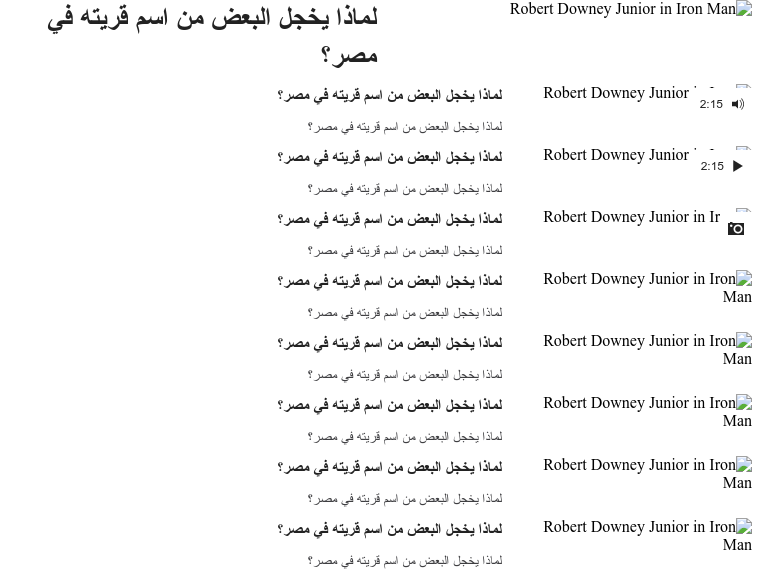 Robert Downey Junior in Iron Man
لماذا يخجل البعض من اسم قريته في
مصر؟
Robert Downey Junior
2:15
لماذا يخجل البعض من اسم قريته في مصر؟
لماذا يخجل البعض من اسم قريته في مصر؟
Robert Downey Junior
2:15
لماذا يخجل البعض من اسم قريته في مصر؟
لماذا يخجل البعض من اسم قريته في مصر؟
Robert Downey Junior in Ir
لماذا يخجل البعض من اسم قريته في مصر؟
لماذا يخجل البعض من اسم قريته في مصر؟
Robert Downey Junior in Iron
Man
لماذا يخجل البعض من اسم قريته في مصر؟
لماذا يخجل البعض من اسم قريته في مصر؟
Robert Downey Junior in Iron
Man
لماذا يخجل البعض من اسم قريته في مصر؟
لماذا يخجل البعض من اسم قريته في مصر؟
Robert Downey Junior in Iron
Man
لماذا يخجل البعض من اسم قريته في مصر؟
لماذا يخجل البعض من اسم قريته في مصر؟
Robert Downey Junior in Iron
Man
لماذا يخجل البعض من اسم قريته في مصر؟
لماذا يخجل البعض من اسم قريته في مصر؟
Robert Downey Junior in Iron
Man
لماذا يخجل البعض من اسم قريته في مصر؟
لماذا يخجل البعض من اسم قريته في مصر؟